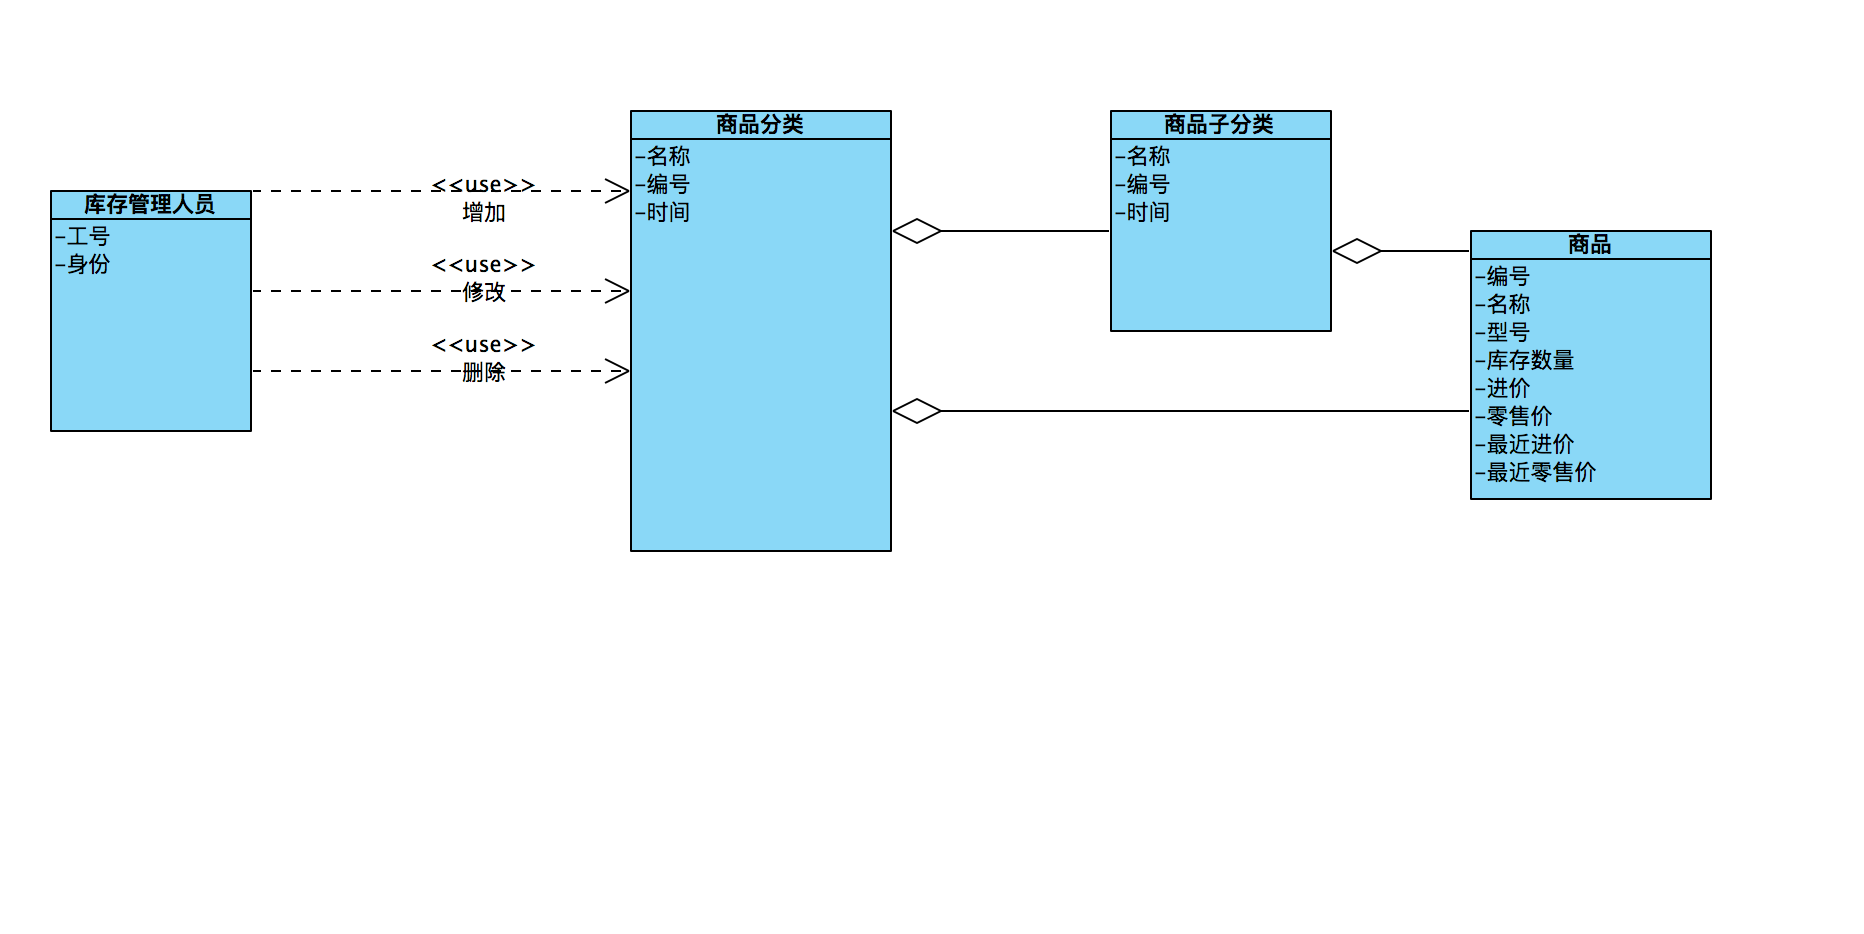 库存管理人员
-工号
-身份
<<use>>
增加
<<use>>
修改
<<use>>
删除
商品分类
-名称
-编号
-时间
商品子分类
-名称
-编号
-时间
商品
-编号
-名称
-型号
-库存数量
-进价
-零售价
-最近进价
-最近零售价